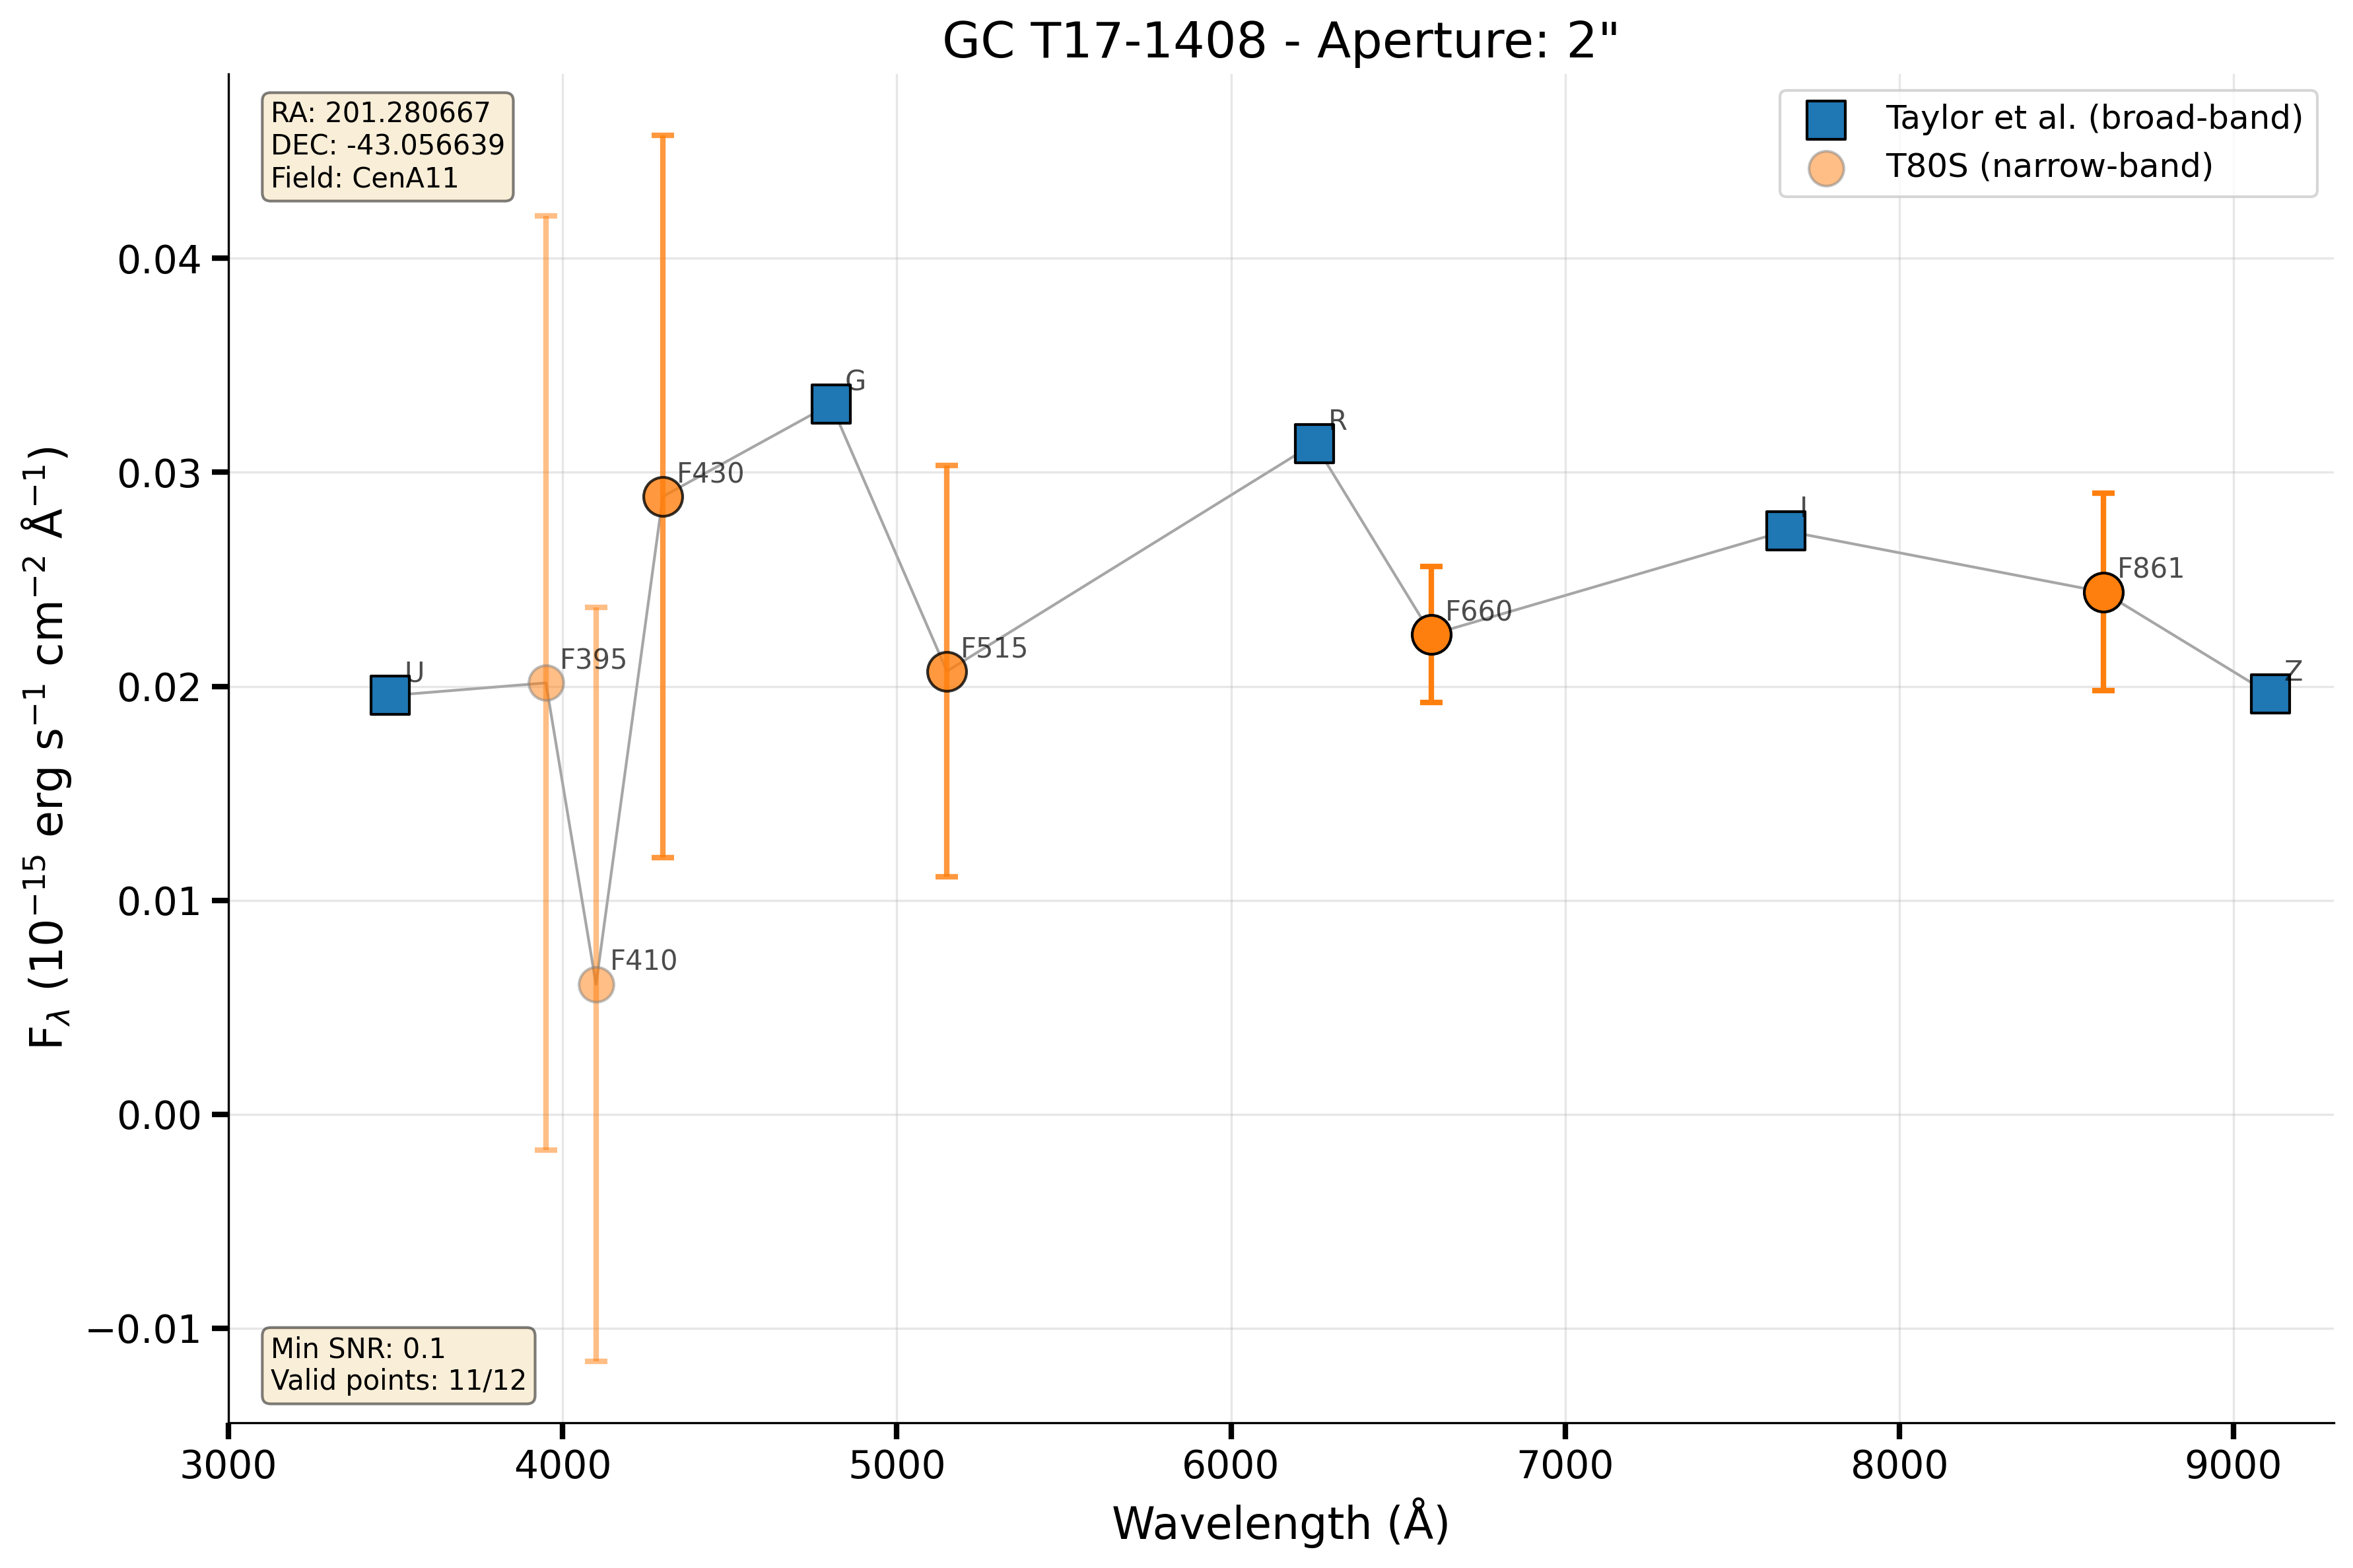 GC T17-1408 - Aperture: 2"
RA: 201.280667
DEC: -43.056639
Field: CenA11
Taylor et al. (broad-band)
T80S (narrow-band)
F_λ (10⁻¹⁵ erg s⁻¹ cm⁻² Å⁻¹)
0.04
0.03
0.02
0.01
0.00
−0.01
U
F395
F410
F430
G
F515
R
F660
I
F861
Z
Min SNR: 0.1
Valid points: 11/12
3000 4000 5000 6000 7000 8000 9000
Wavelength (Å)